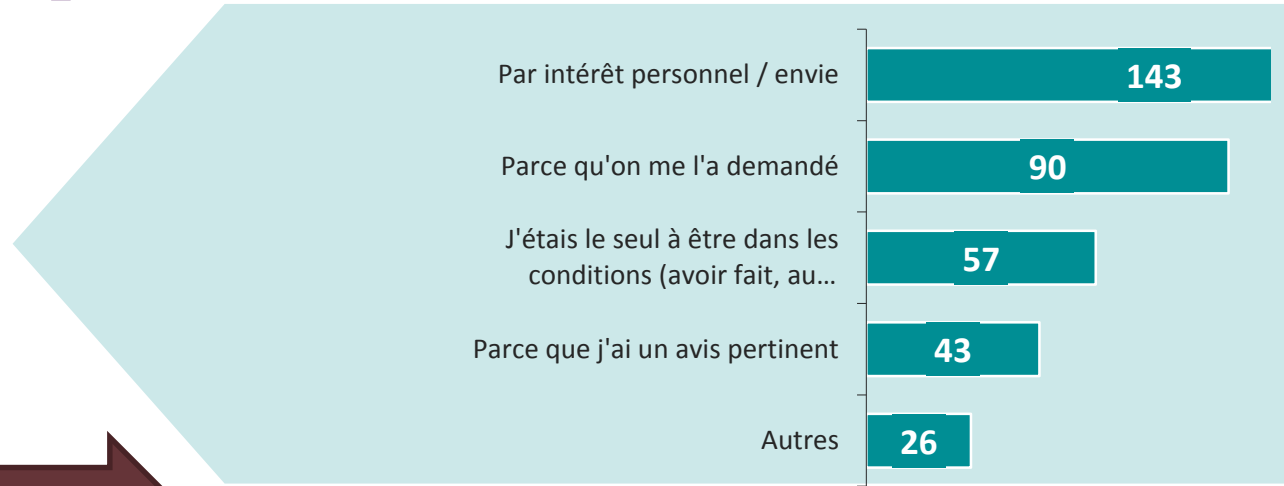 Par intérêt personnel / envie
143
Parce qu'on me l'a demandé
90
J'étais le seul à être dans les
conditions (avoir fait, au…
57
Parce que j'ai un avis pertinent
43
Autres
26